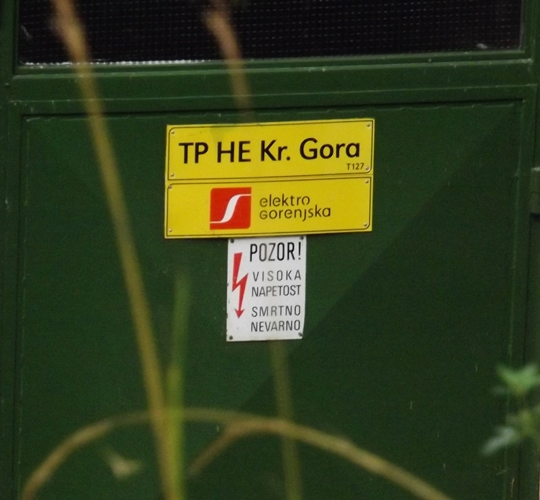 TP HE Kr. Gora
T127
elektro
Gorenjska
POZOR!
VISOKA
NAPETOST
SMRTNO
NEVARNO